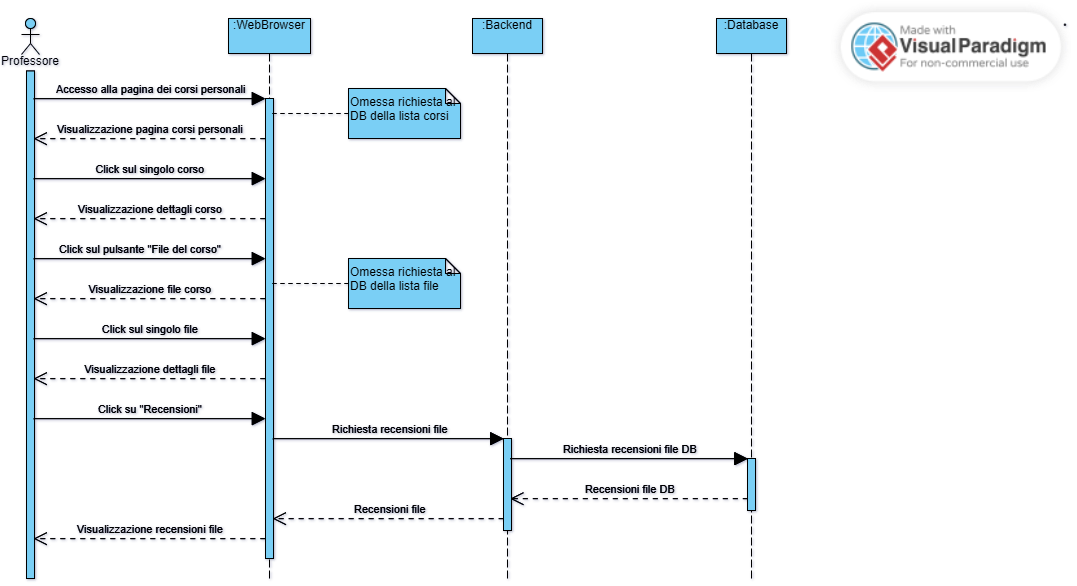 :WebBrowser
:Backend
:Database
Made with
Visual Paradigm
For non-commercial use
Professore
Accesso alla pagina dei corsi personali
Omessa richiesta al
DB della lista corsi
Visualizzazione pagina corsi personali
Click sul singolo corso
Visualizzazione dettagli corso
Click sul pulsante "File del corso"
Omessa richiesta al
DB della lista file
Visualizzazione file corso
Click sul singolo file
Visualizzazione dettagli file
Click su "Recensioni"
Richiesta recensioni file
Richiesta recensioni file DB
Recensioni file DB
Recensioni file
Visualizzazione recensioni file